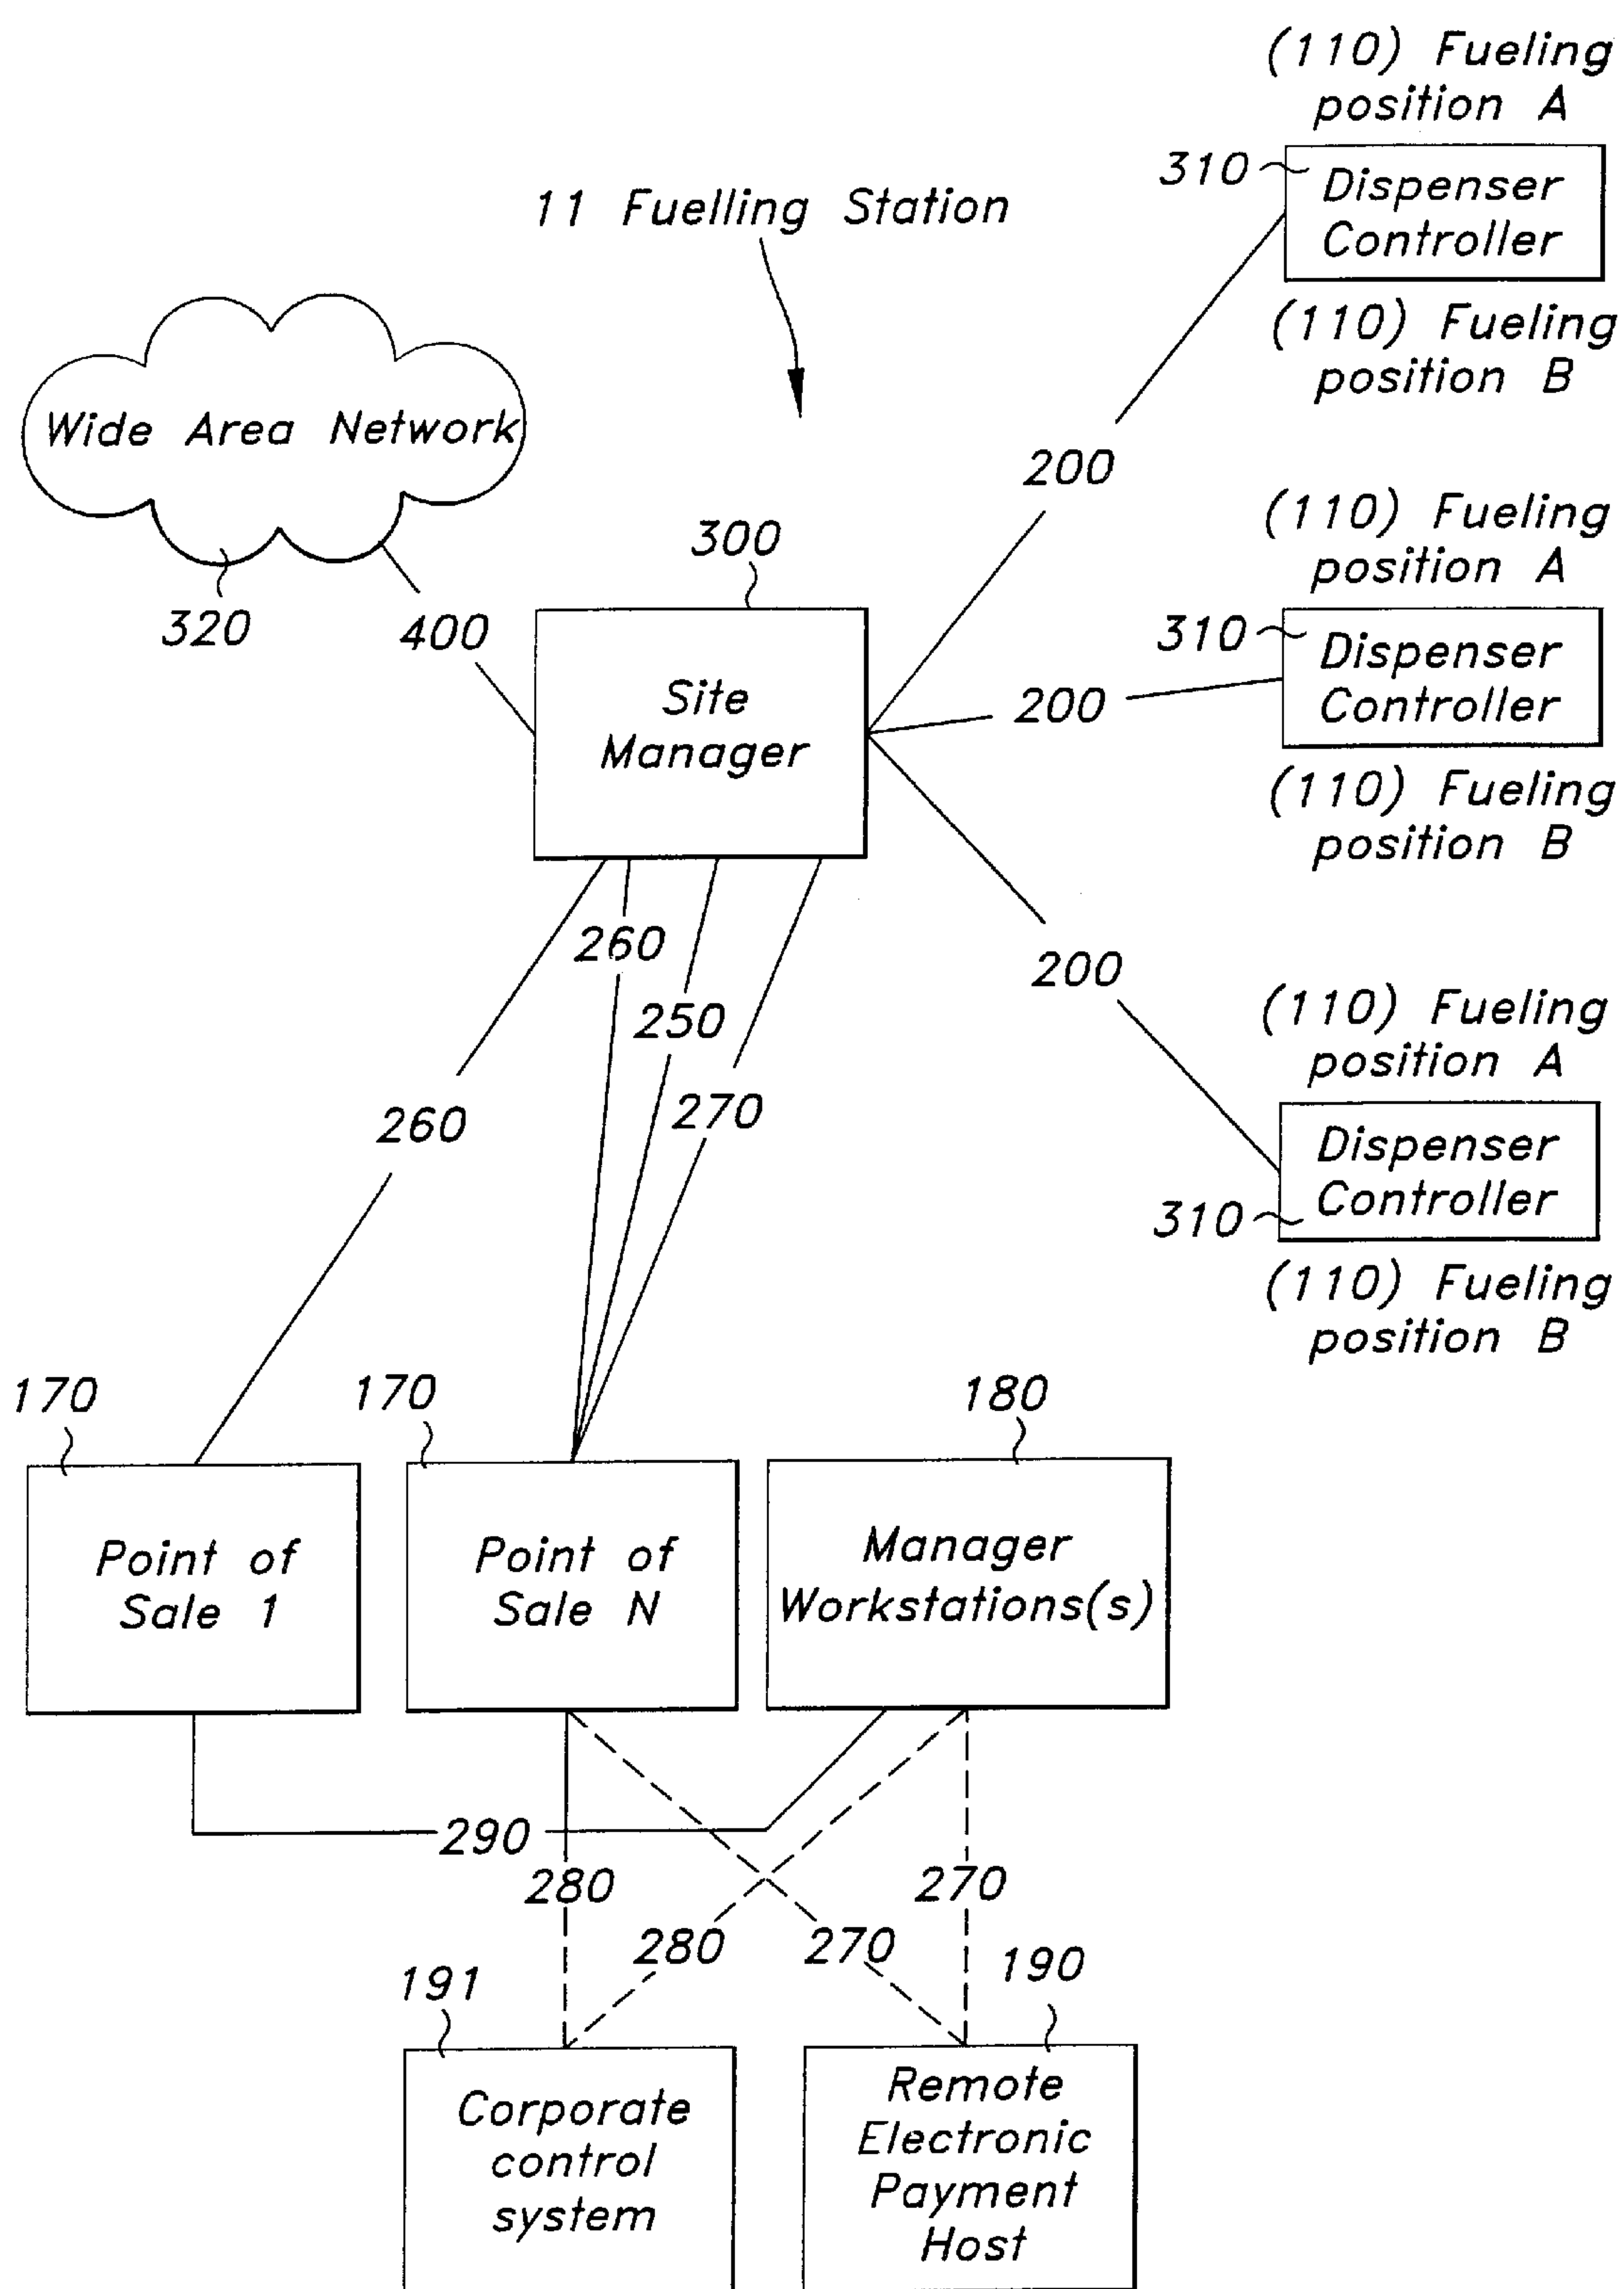 (110) Fueling
position A
310
Dispenser
Controller
11 Fuelling Station
(110) Fueling
position B
Wide Area Network
200
(110) Fueling
position A
300
320
400
310
Dispenser
Controller
Site
Manager
200
(110) Fueling
position B
260
200
250
(110) Fueling
position A
270
260
Dispenser
Controller
310
(110) Fueling
position B
170
170
180
Point of
Sale 1
Point of
Sale N
Manager
Workstations(s)
290
280
270
280
270
191
190
Corporate
control
system
Remote
Electronic
Payment
Host